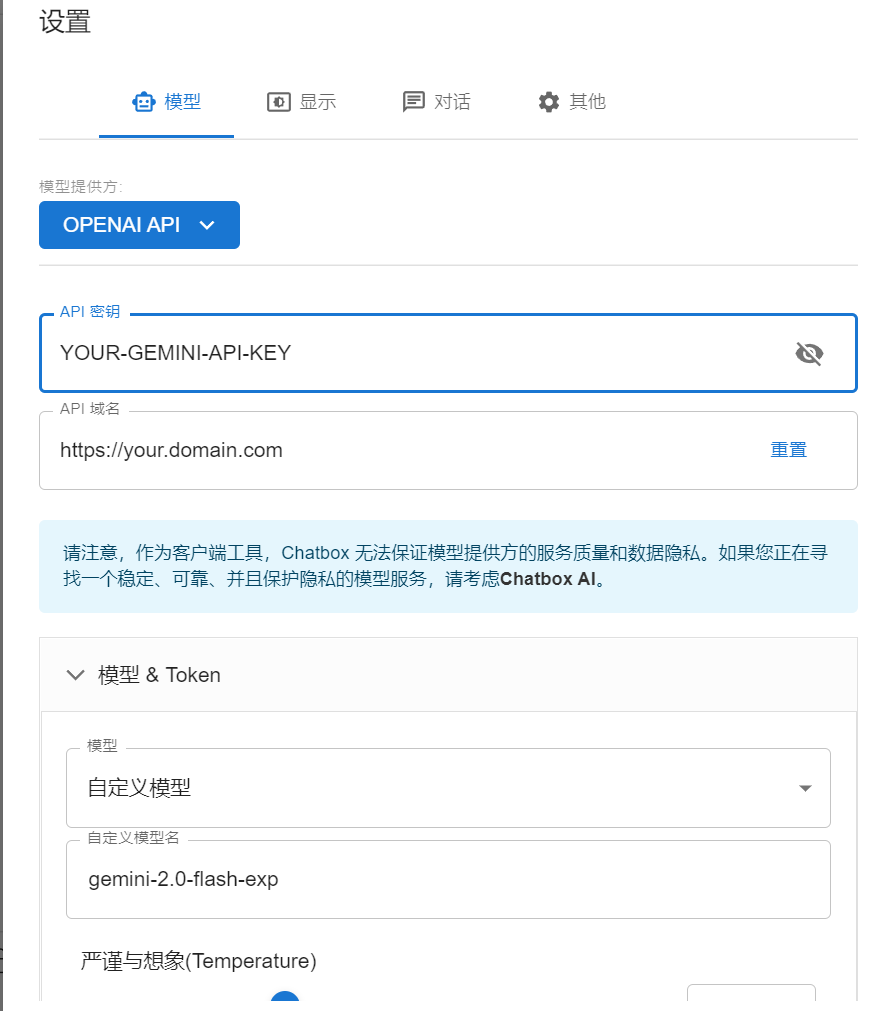 设置
模型
显示
对话
其他
模型提供方:
OPENAI API
API 密钥
YOUR-GEMINI-API-KEY
API 域名
https://your.domain.com
重置
请注意，作为客户端工具，Chatbox 无法保证模型提供方的服务质量和数据隐私。如果您正在寻
找一个稳定、可靠、并且保护隐私的模型服务，请考虑Chatbox AI。
模型 & Token
模型
自定义模型
自定义模型名
gemini-2.0-flash-exp
严谨与想象(Temperature)